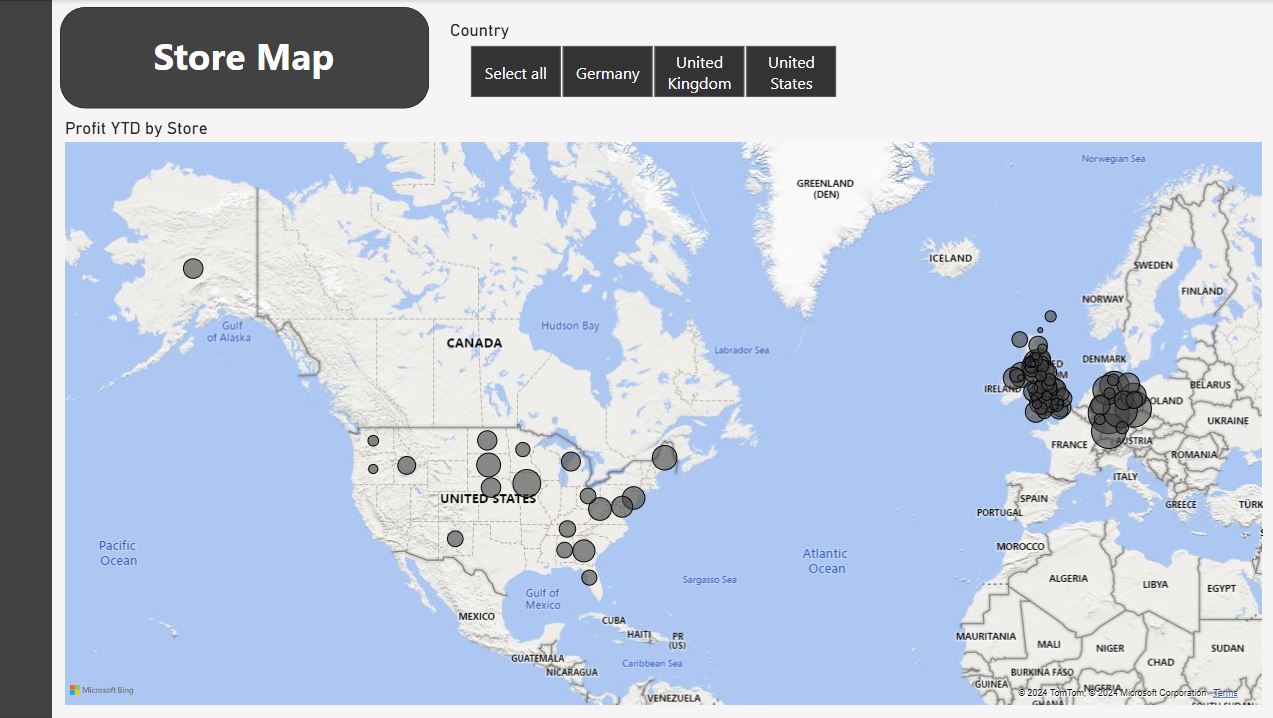 Store Map
Country
Select all
Germany
United
Kingdom
United
States
Profit YTD by Store
Norwegian Sea
GREENLAND
(DEN)
ICELAND
SWEDEN
FINLAND
NORWAY
Gulf
of Alaska
Hudson Bay
CANADA
Labrador Sea
DENMARK
ED
M
IRELAND
BELARUS
OLAND
UKRAINE
FRANCE
AUSTRIA
ROMANIA
ITALY
UNITED STATES
SPAIN
PORTUGAL
GREECE
TÜRK
Pacific
Ocean
Atlantic
Ocean
MOROCCO
Sargasso Sea
ALGERIA
LIBYA
EGYPT
Gulf of
Mexico
MEXICO
CUBA
HAITI
PR
(US)
MAURITANIA
MALI
NIGER
CHAD
SUDAN
GUATEMALA
NICARAGUA
Caribbean Sea
BURKINA FASO
GUINEA
NIGERIA
VENEZUELA
GHANA
SOUTH SUDAN
Microsoft Bing
© 2024 TomTom, © 2024 Microsoft Corporation Terms